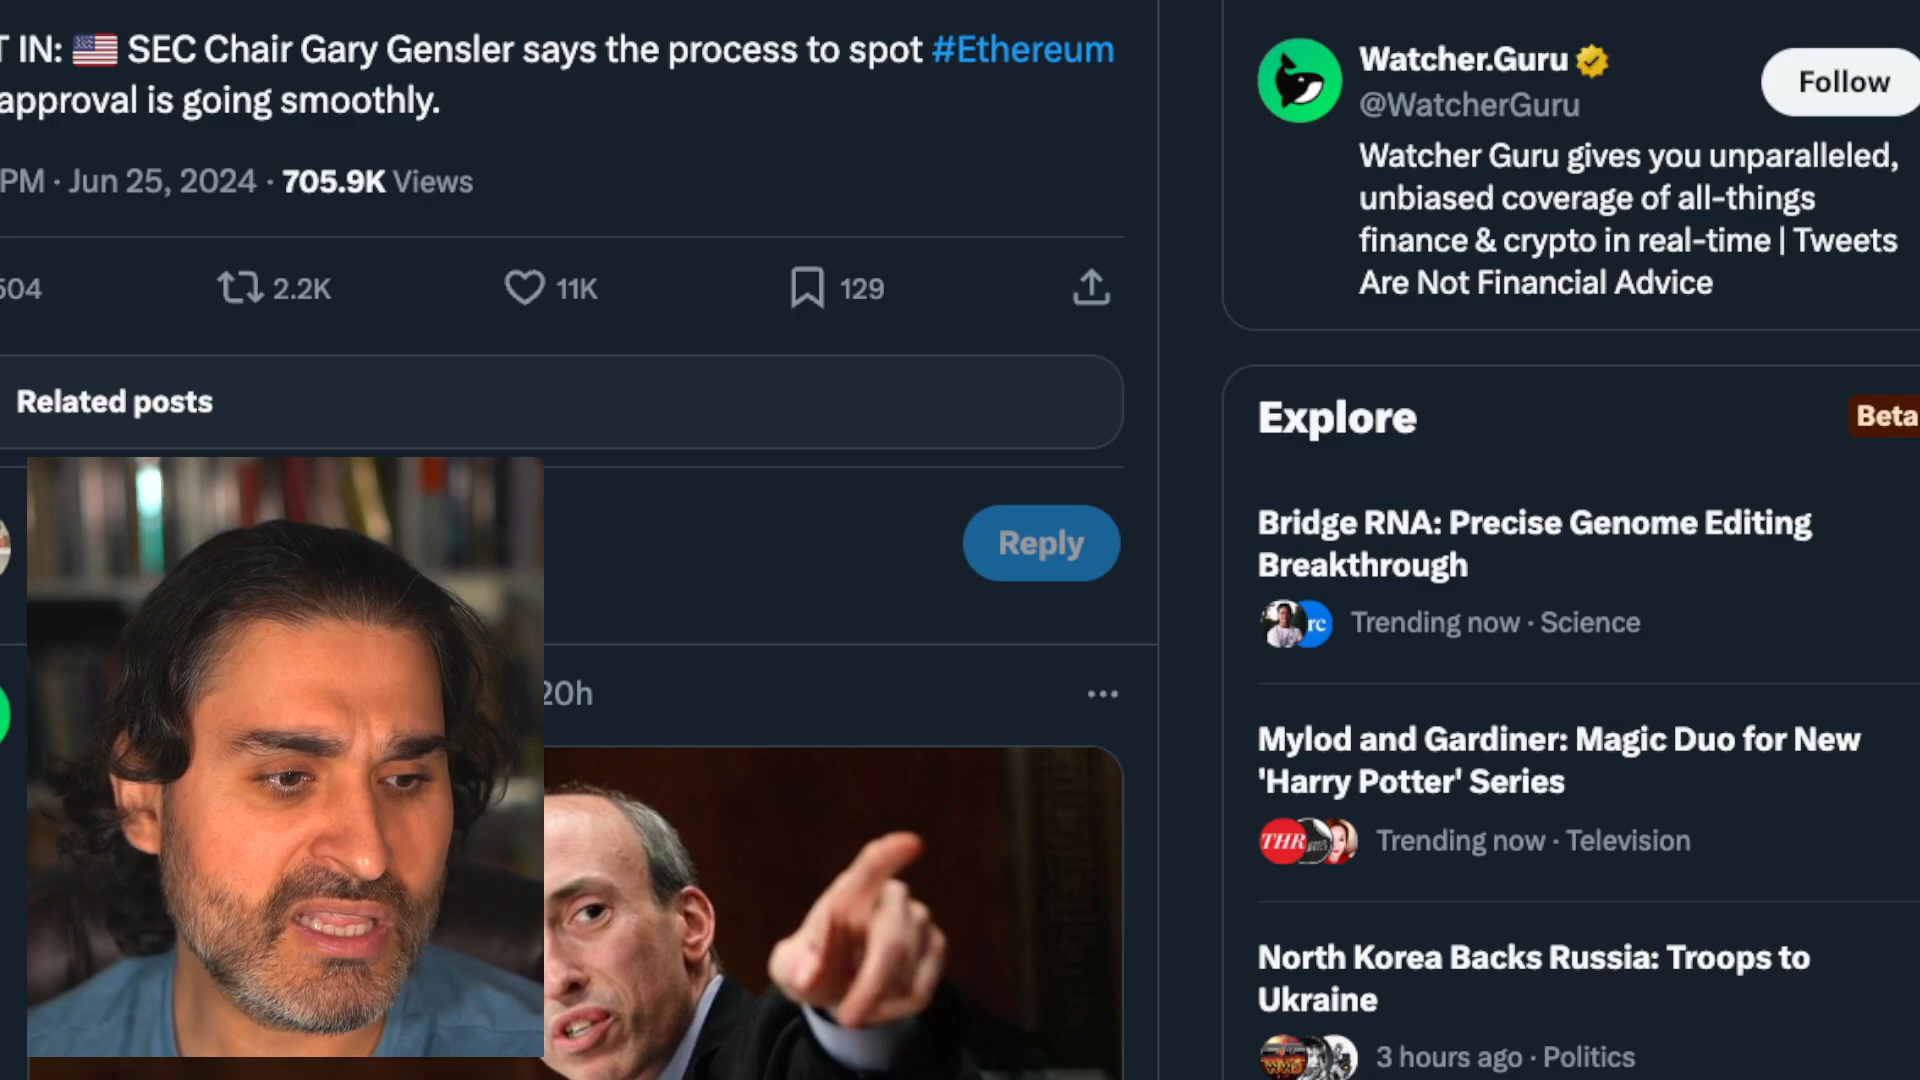 T IN: SEC Chair Gary Gensler says the process to spot #Ethereum
approval is going smoothly.
PM · Jun 25, 2024 · 705.9K Views
504
2.2K
11K
129
Related posts
Reply
20h
Watcher.Guru
@WatcherGuru
Follow
Watcher Guru gives you unparalleled,
unbiased coverage of all-things
finance & crypto in real-time | Tweets
Are Not Financial Advice
Explore
Beta
Bridge RNA: Precise Genome Editing
Breakthrough
rc
Trending now · Science
Mylod and Gardiner: Magic Duo for New
'Harry Potter' Series
THR
Trending now · Television
North Korea Backs Russia: Troops to
Ukraine
3 hours ago · Politics